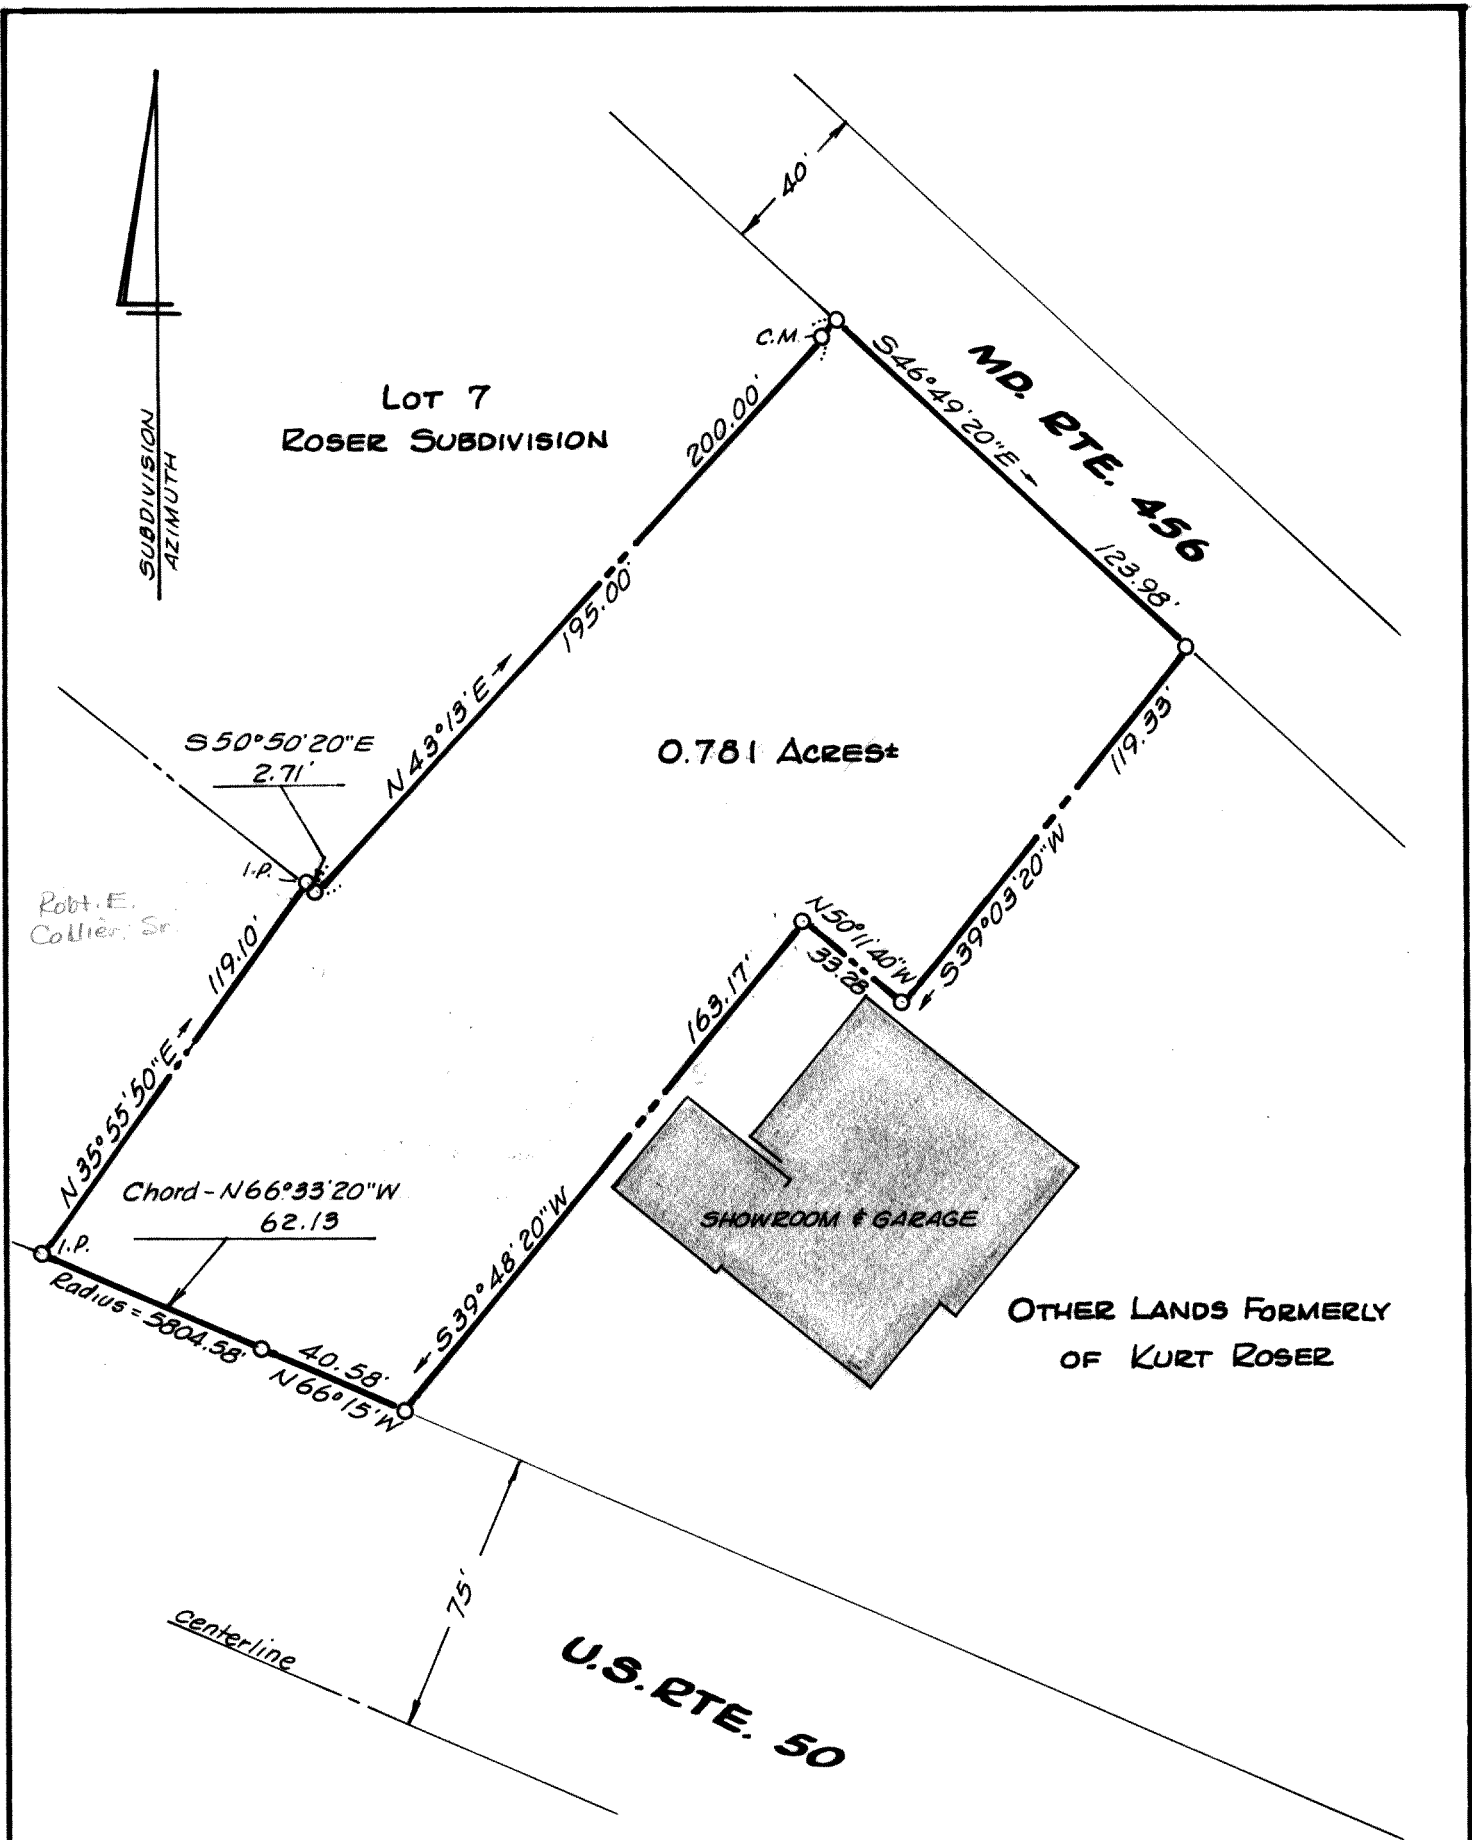 40'
C.M.
S46°49'20"E
MD. RTE. 456
123.98'
LOT 7
ROSER SUBDIVISION
200.00'
195.00'
N43°13'E
SUBDIVISION
AZIMUTH
S50°50'20"E
2.71'
0.781 ACRES±
119.33'
S39°03'20"W
I.P.
Robt. E.
Collier, Sr.
119.10'
N35°55'50"E
N50°11'40"W
33.28
163.17'
S39°48'20"W
Chord-N66°33'20"W
62.13
I.P.
Radius=5804.58'
40.58'
N66°15'W
SHOWROOM & GARAGE
OTHER LANDS FORMERLY
OF KURT ROSER
75'
centerline
U.S. RTE. 50